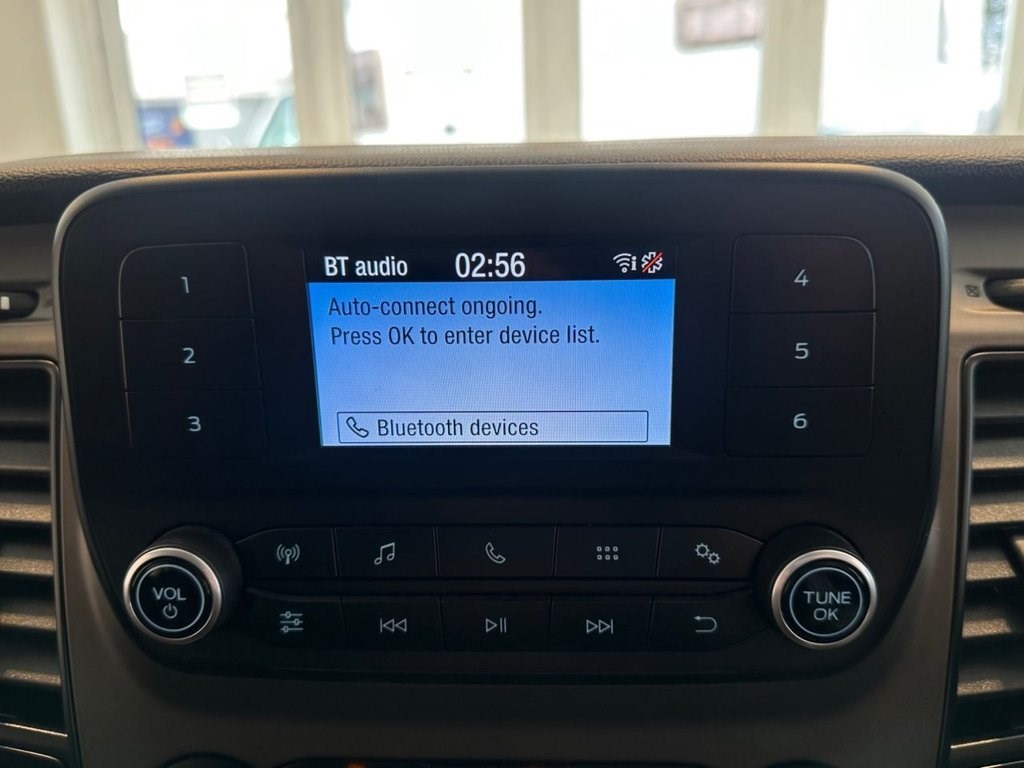 BT audio 02:56
Auto-connect ongoing.
Press OK to enter device list.
Bluetooth devices
1
2
3
4
5
6
VOL
TUNE
OK